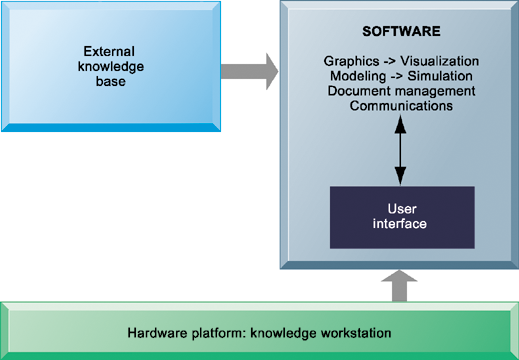 External
knowledge
base
SOFTWARE
Graphics -> Visualization
Modeling -> Simulation
Document management
Communications
User
interface
Hardware platform: knowledge workstation